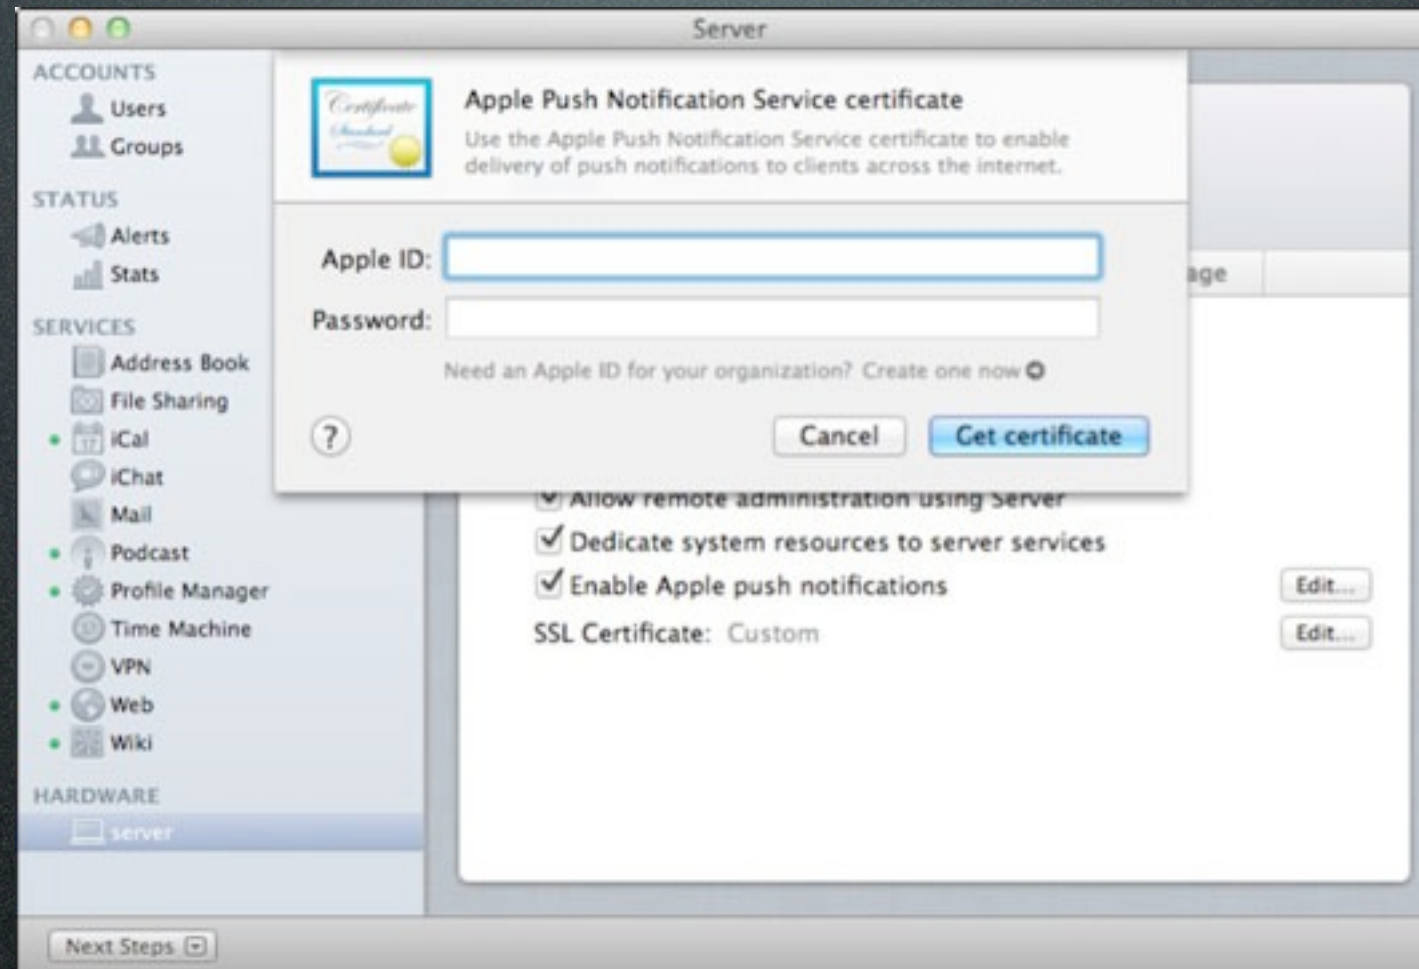 Server
ACCOUNTS
Users
Groups
STATUS
Alerts
Stats
SERVICES
Address Book
File Sharing
iCal
17
iChat
Mail
Podcast
Profile Manager
Time Machine
VPN
Web
Wiki
HARDWARE
server
Next Steps
Certificate
Standard
Apple Push Notification Service certificate
Use the Apple Push Notification Service certificate to enable
delivery of push notifications to clients across the internet.
Apple ID:
Password:
Need an Apple ID for your organization? Create one now
?
Cancel
Get certificate
Allow remote administration using Server
Dedicate system resources to server services
Enable Apple push notifications
Edit...
SSL Certificate: Custom
Edit...